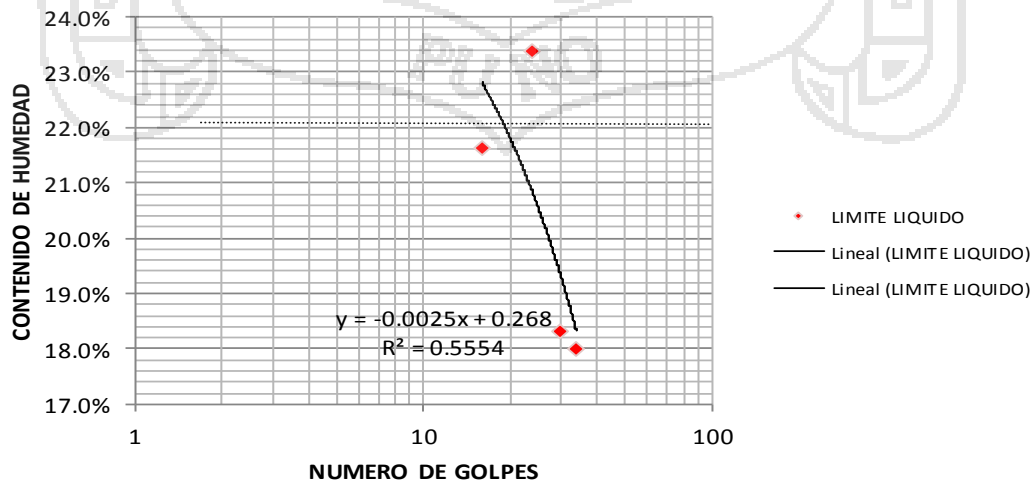 PUNO
24.0%
23.0%
22.0%
21.0%
20.0%
19.0%
18.0%
17.0%
CONTENIDO DE HUMEDAD
y = -0.0025x + 0.268
R² = 0.5554
1
10
100
NUMERO DE GOLPES
LIMITE LIQUIDO
Lineal (LIMITE LIQUIDO)
Lineal (LIMITE LIQUIDO)